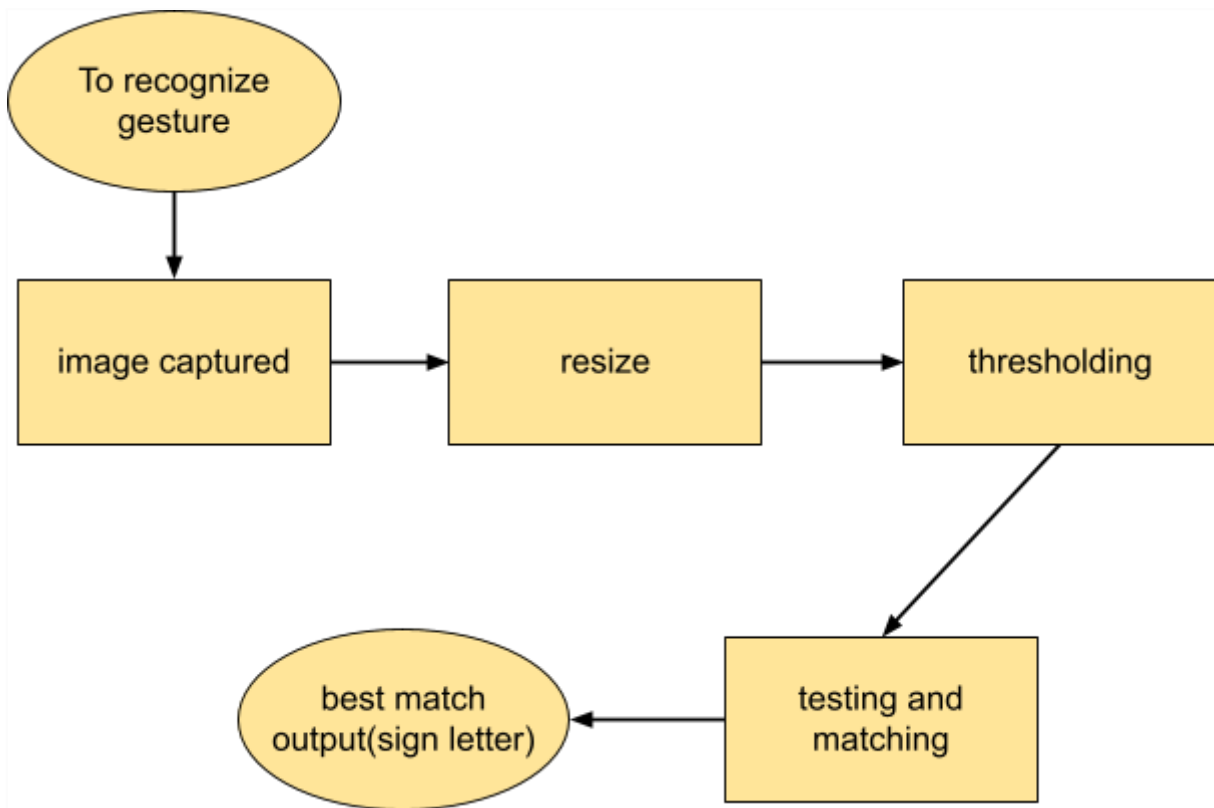 To recognize
gesture
image captured
resize
thresholding
testing and
matching
best match
output(sign letter)